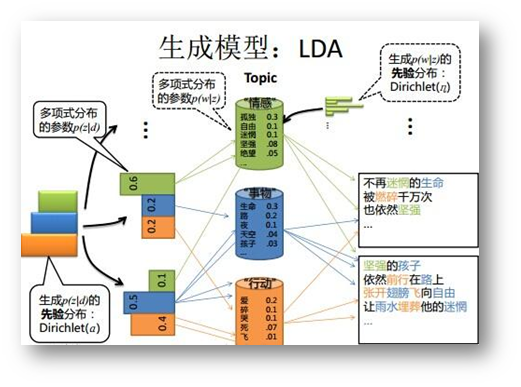 生成模型：LDA
Topic
多项式分布
的参数p(z|d)
...
多项式分布
的参数p(w|z)
生成p(w|z)的
先验分布：
Dirichlet(η)
...
...
0.6
0.2
0.2
0.1
0.5
0.4
生成p(z|d)的
先验分布：
Dirichlet(α)
“情感”
孤独 0.3
自由 0.1
迷惘 0.1
坚强 .08
绝望 .05
...
“事物”
生命 0.3
路 0.2
夜 0.1
天空 .04
孩子 .03
...
“行动”
爱 0.2
碎 0.1
哭 0.1
死 .07
飞 .01
不再迷惘的生命
被燃碎千万次
也依然坚强
...
坚强的孩子
依然前行在路上
张开翅膀飞向自由
让雨水埋葬他的迷惘
...